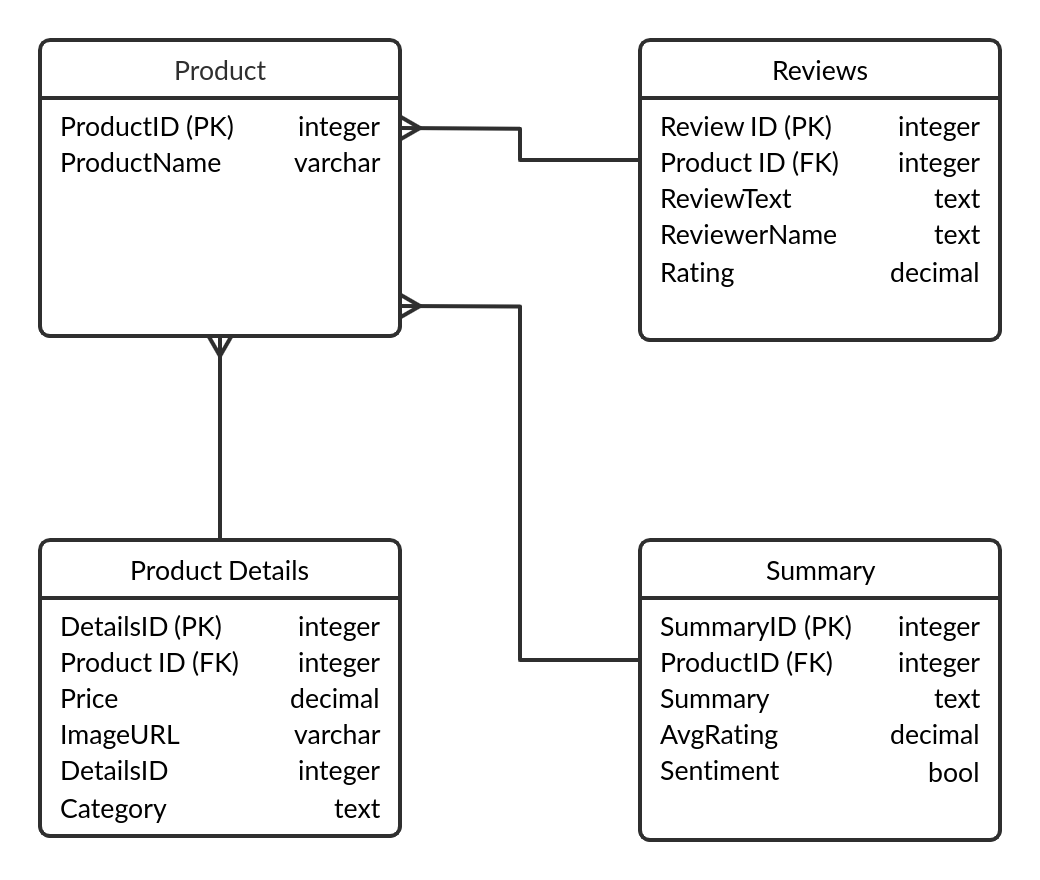 Product
ProductID (PK) integer
ProductName varchar
Reviews
Review ID (PK) integer
Product ID (FK) integer
ReviewText text
ReviewerName text
Rating decimal
Product Details
DetailsID (PK) integer
Product ID (FK) integer
Price decimal
ImageURL varchar
DetailsID integer
Category text
Summary
SummaryID (PK) integer
ProductID (FK) integer
Summary text
AvgRating decimal
Sentiment bool